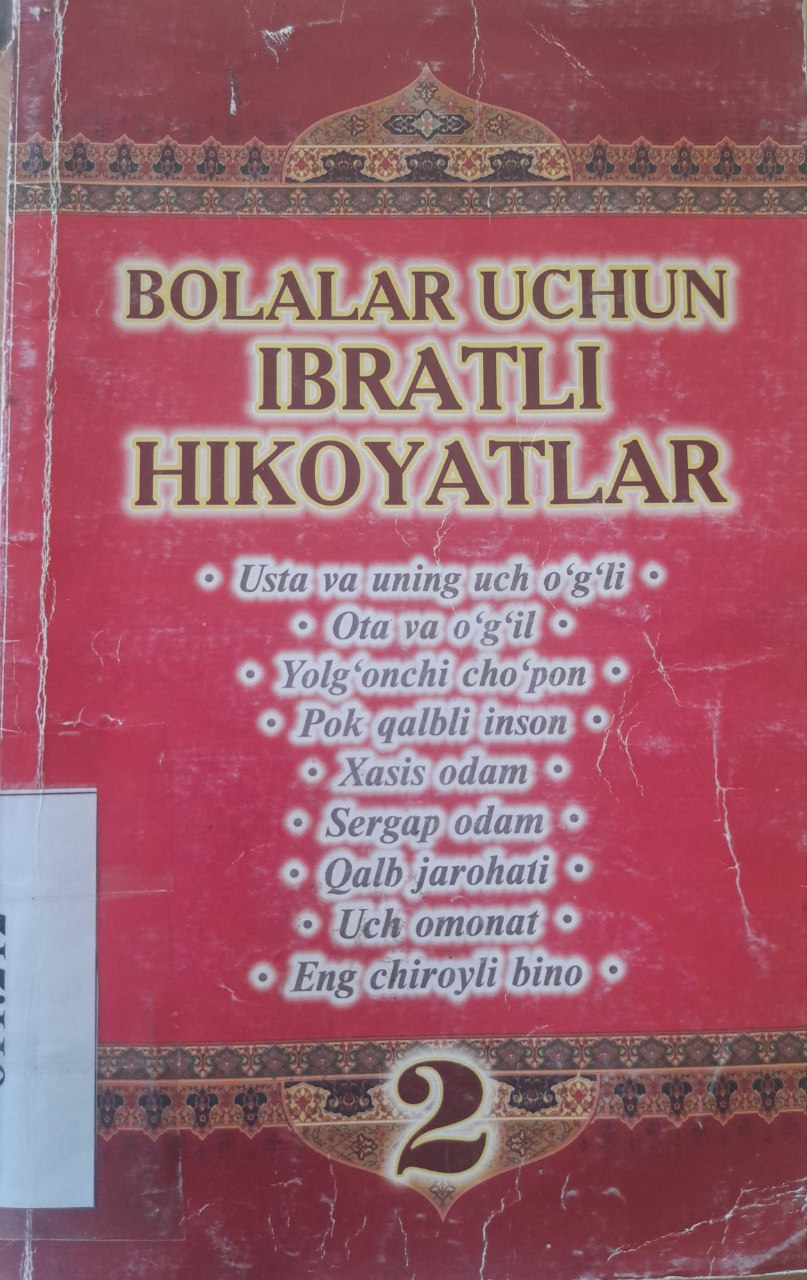 BOLALAR UCHUN
IBRATLI
HIKOYATLAR
• Usta va uning uch o‘g‘li •
• Ota va o‘g‘il •
• Yolg‘onchi cho‘pon •
• Pok qalbli inson •
• Xasis odam •
• Sergap odam •
• Qalb jarohati •
• Uch omonat •
• Eng chiroyli bino •
2